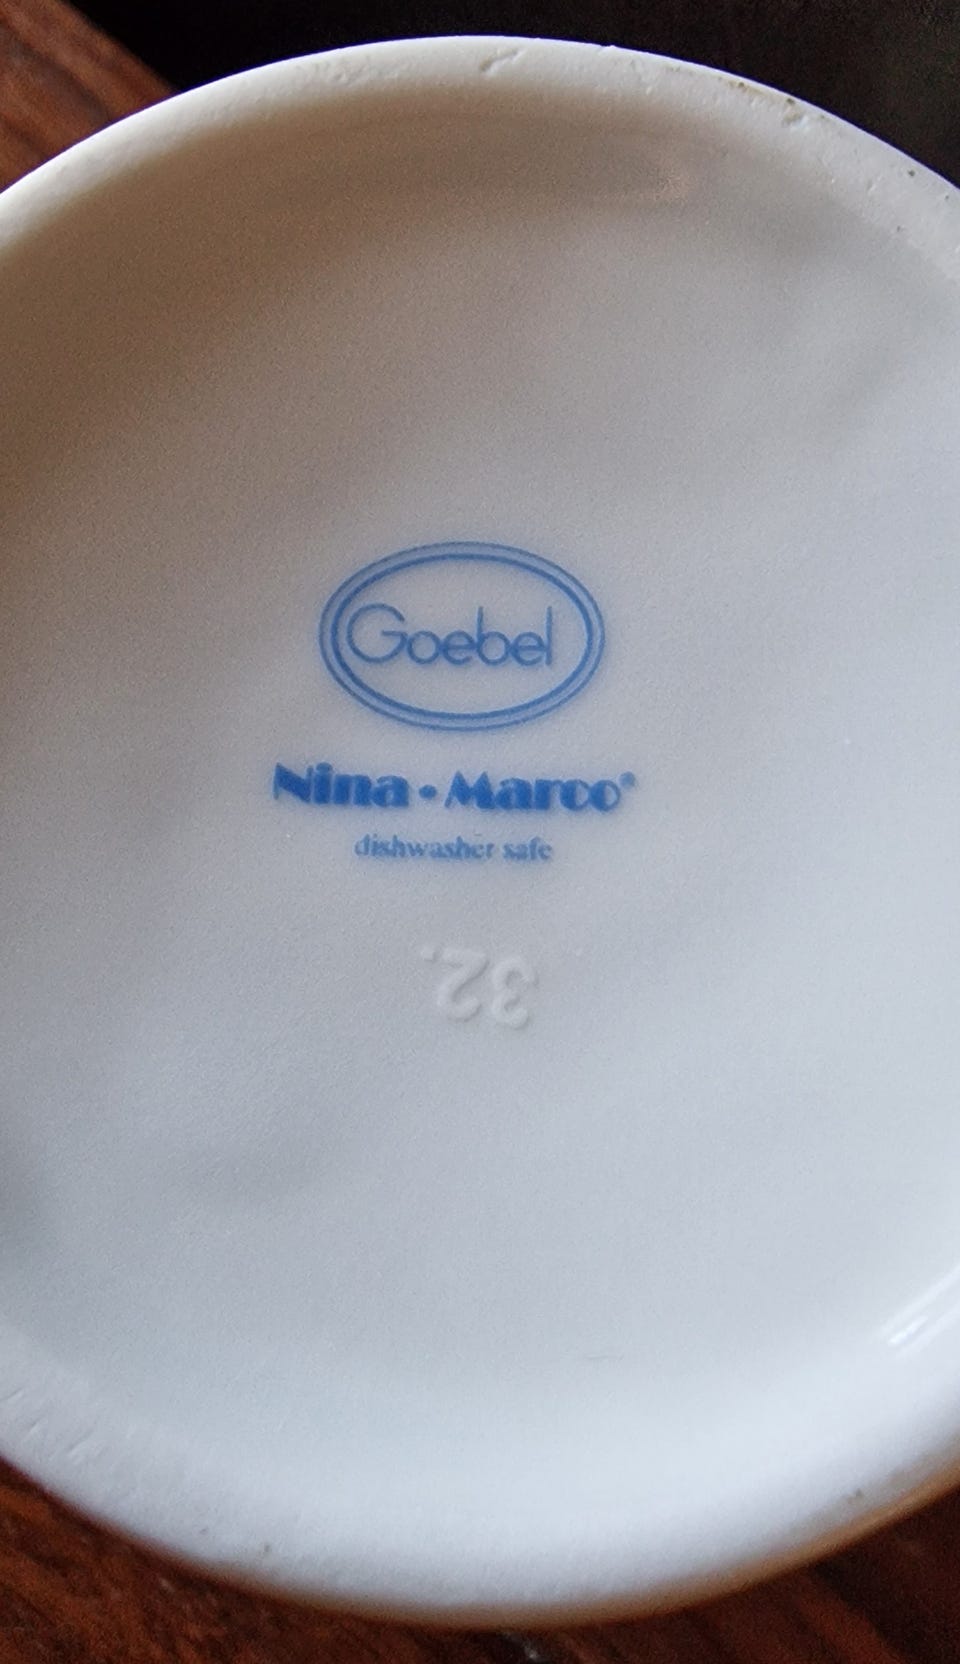 Goebel
Nina • Marco®
dishwasher safe
32.